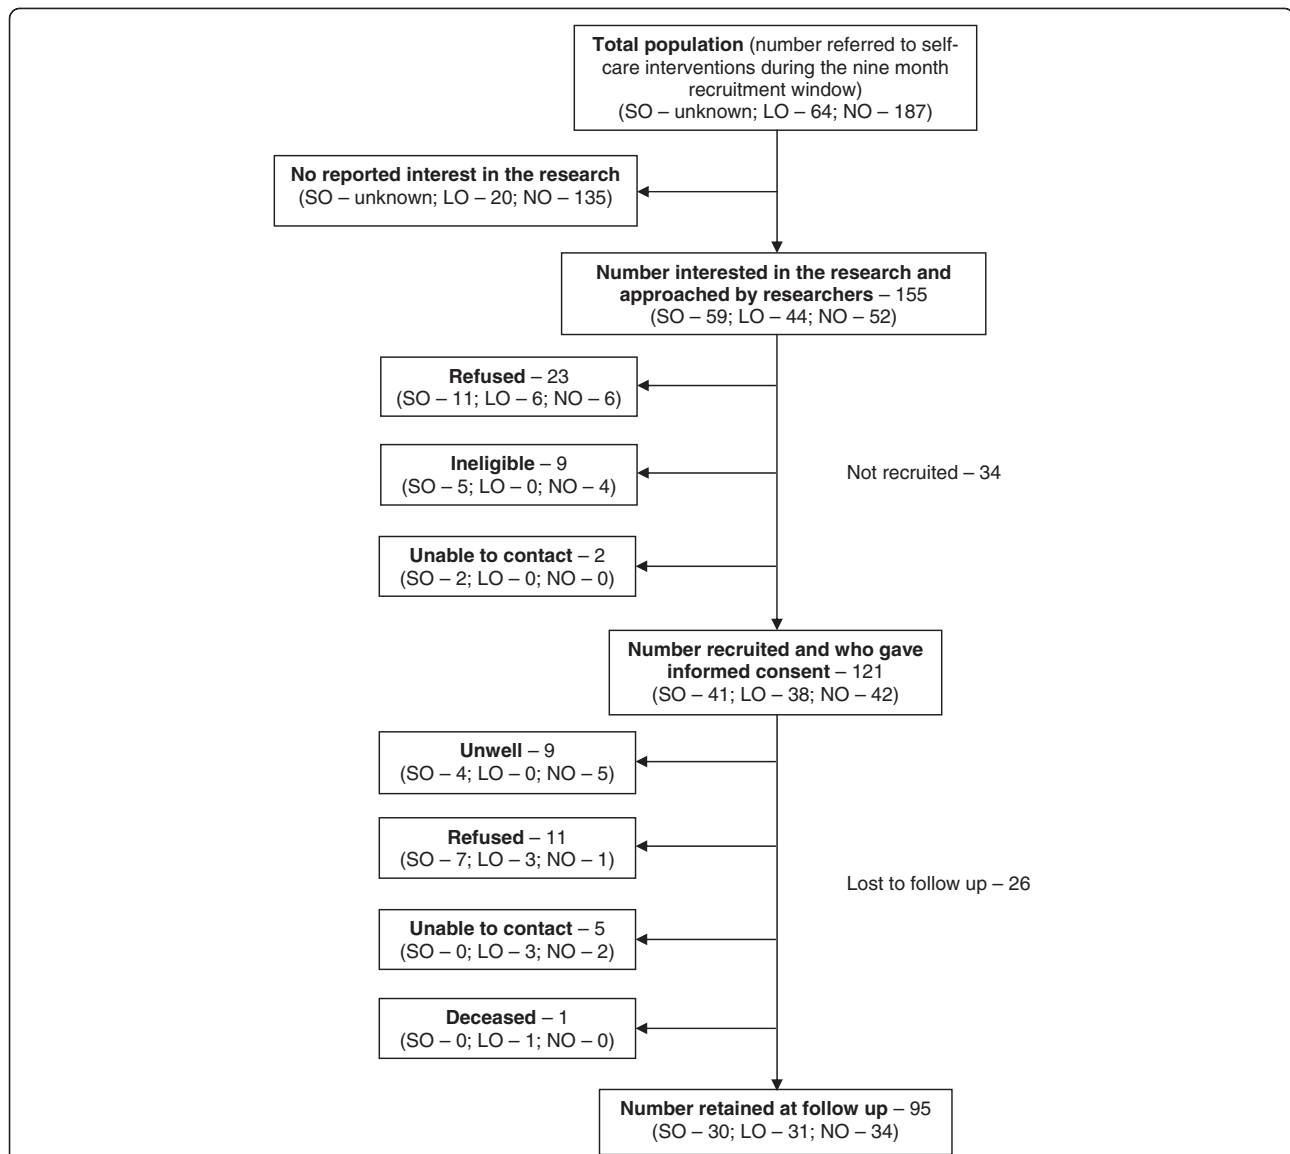 Total population (number referred to self-
care interventions during the nine month
recruitment window)
(SO – unknown; LO – 64; NO – 187)
No reported interest in the research
(SO – unknown; LO – 20; NO – 135)
Number interested in the research and
approached by researchers – 155
(SO – 59; LO – 44; NO – 52)
Refused – 23
(SO – 11; LO – 6; NO – 6)
Ineligible – 9
(SO – 5; LO – 0; NO – 4)
Not recruited – 34
Unable to contact – 2
(SO – 2; LO – 0; NO – 0)
Number recruited and who gave
informed consent – 121
(SO – 41; LO – 38; NO – 42)
Unwell – 9
(SO – 4; LO – 0; NO – 5)
Refused – 11
(SO – 7; LO – 3; NO – 1)
Lost to follow up – 26
Unable to contact – 5
(SO – 0; LO – 3; NO – 2)
Deceased – 1
(SO – 0; LO – 1; NO – 0)
Number retained at follow up – 95
(SO – 30; LO – 31; NO – 34)